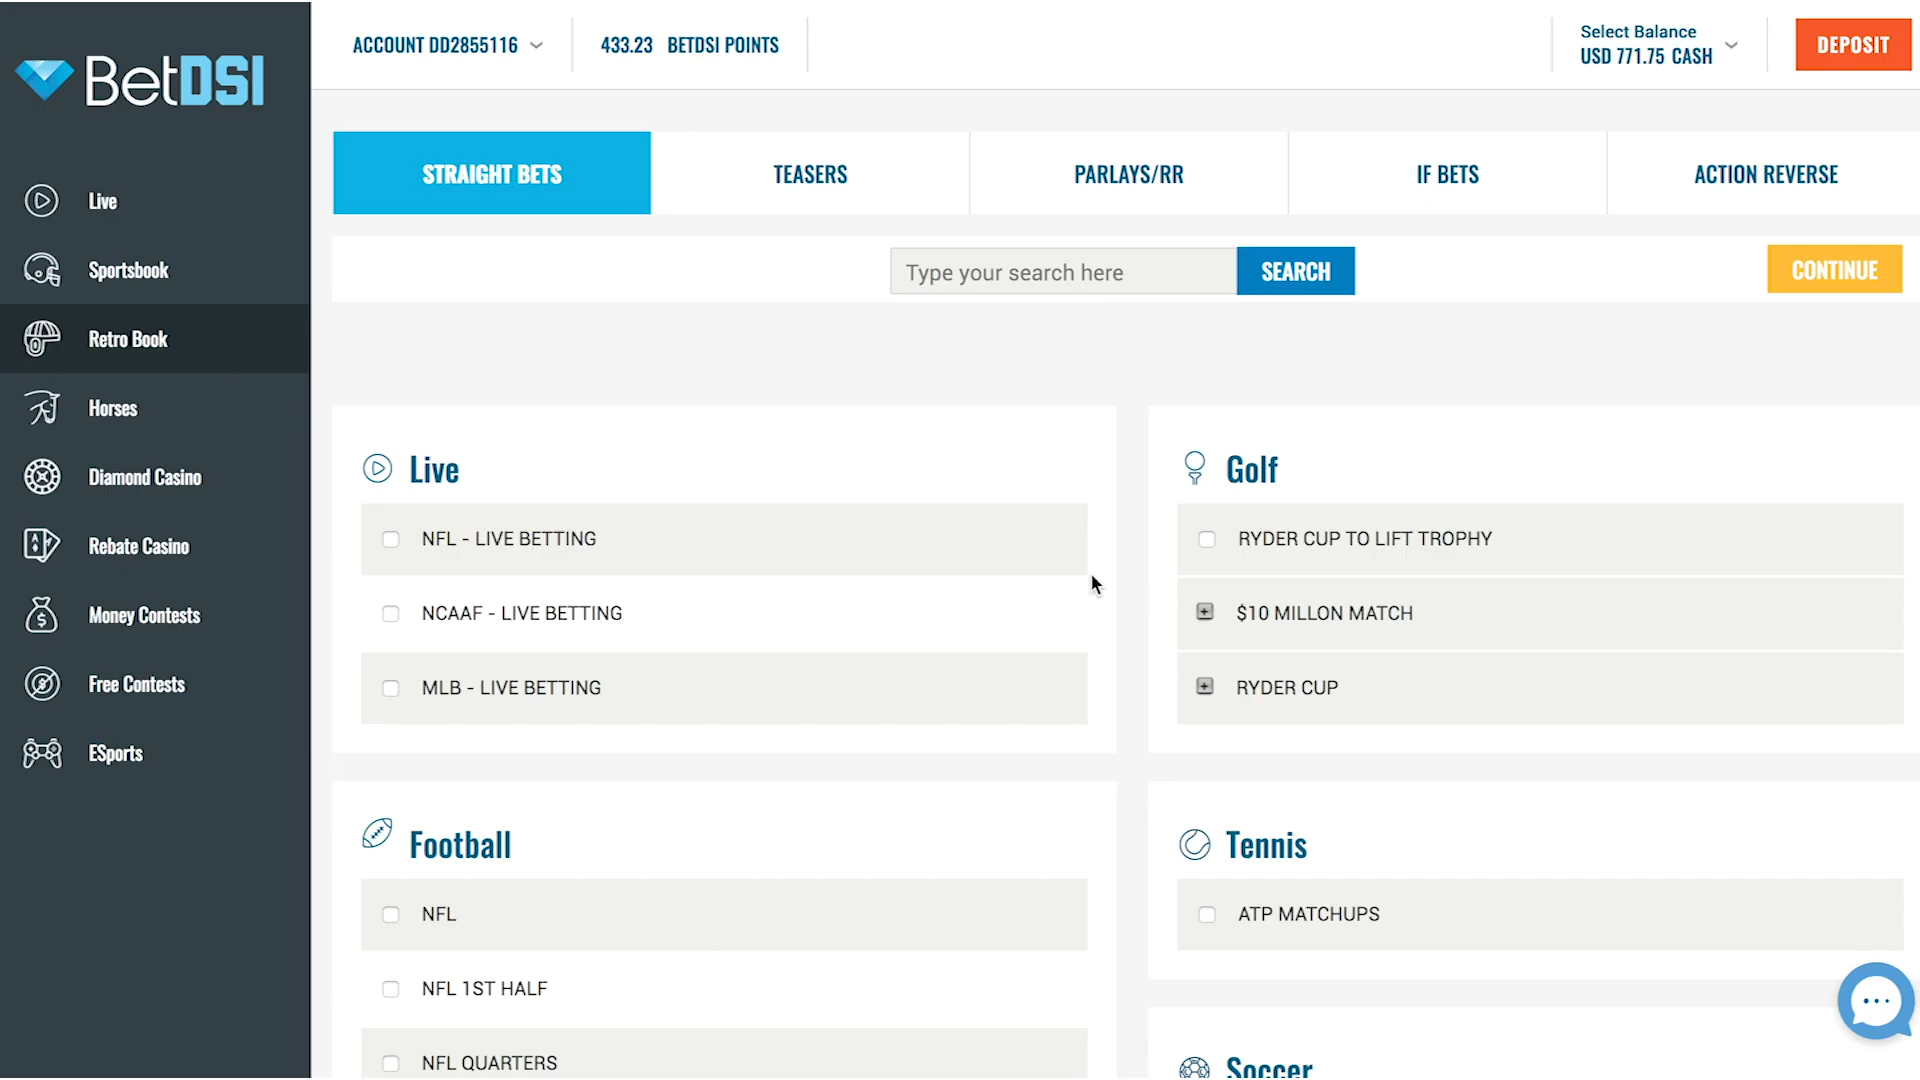 BetDSI
ACCOUNT DD2855116
433.23 BETDSI POINTS
Select Balance
USD 771.75 CASH
DEPOSIT
Live
Sportsbook
Retro Book
Horses
Diamond Casino
Rebate Casino
Money Contests
Free Contests
ESports
STRAIGHT BETS
TEASERS
PARLAYS/RR
IF BETS
ACTION REVERSE
Type your search here
SEARCH
CONTINUE
Live
NFL - LIVE BETTING
NCAAF - LIVE BETTING
MLB - LIVE BETTING
Golf
RYDER CUP TO LIFT TROPHY
$10 MILLON MATCH
RYDER CUP
Football
NFL
NFL 1ST HALF
NFL QUARTERS
Tennis
ATP MATCHUPS
Soccer